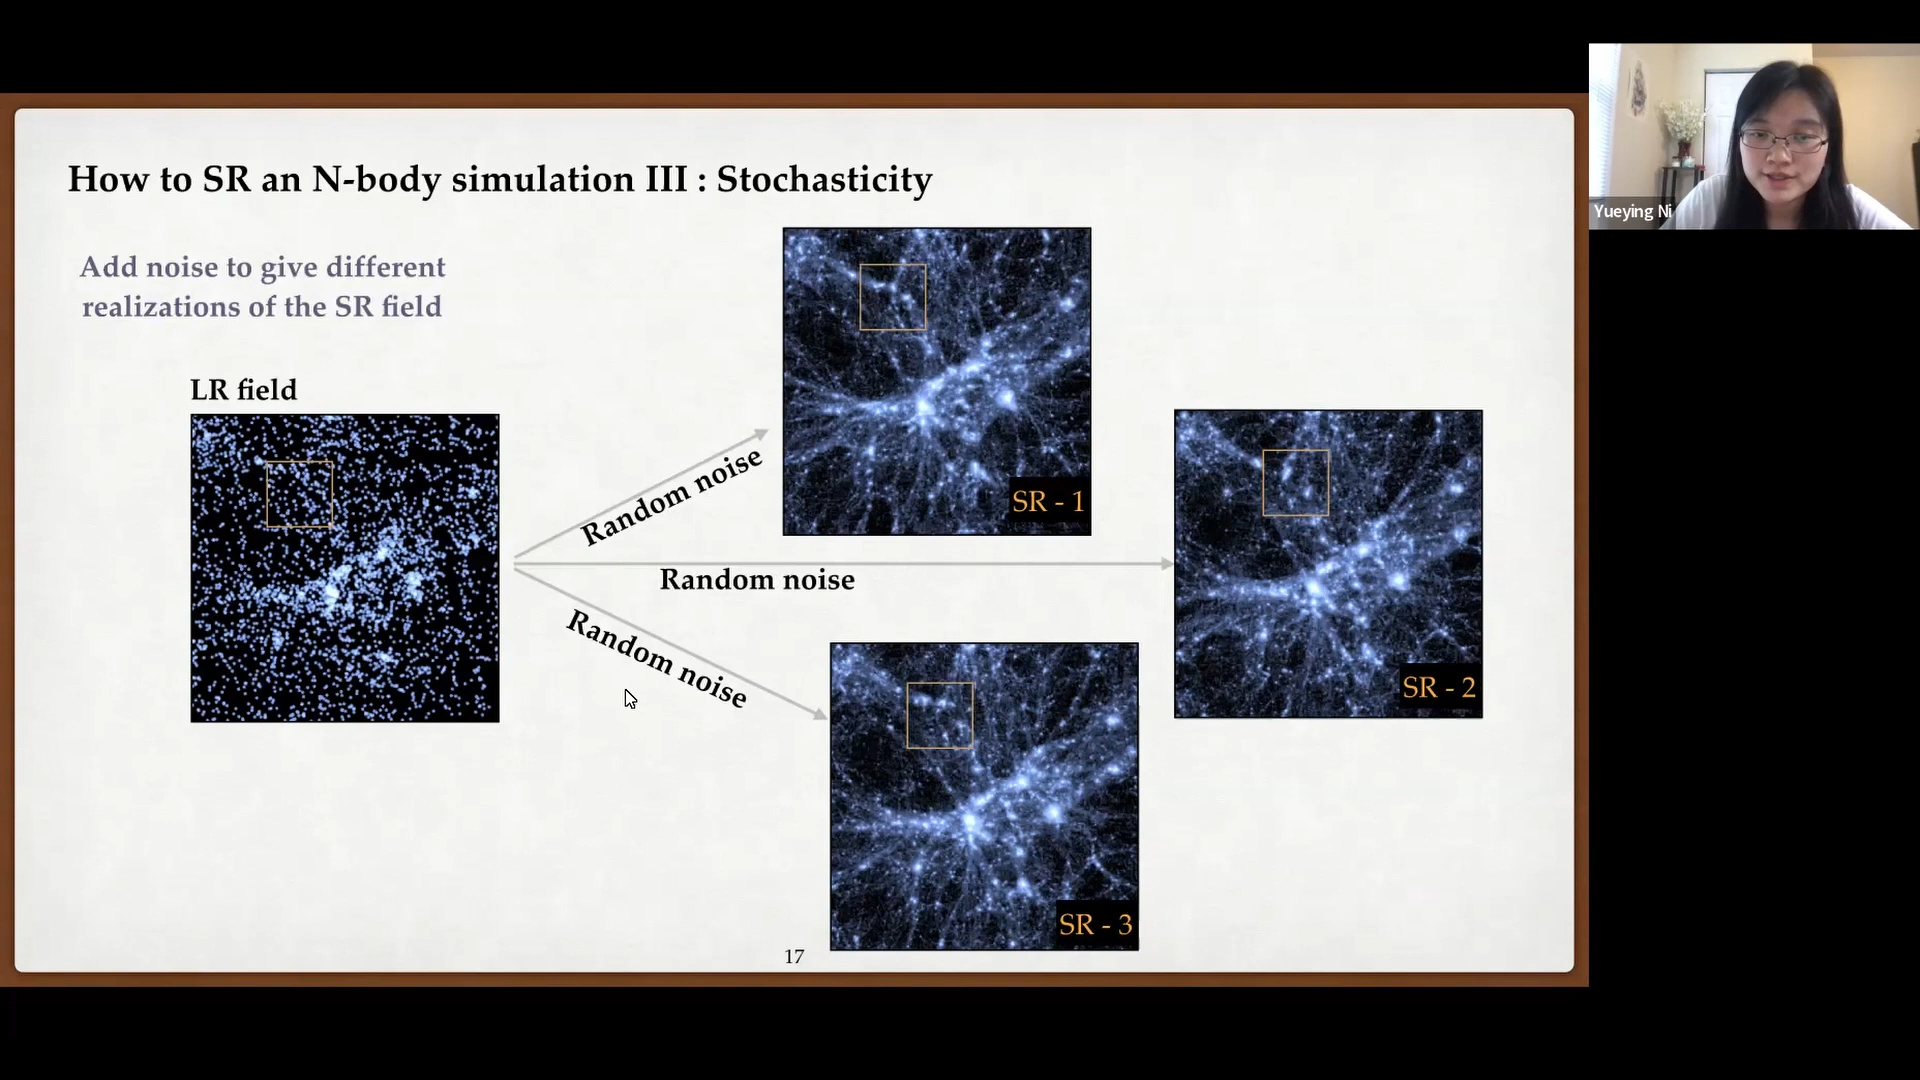 How to SR an N-body simulation III : Stochasticity
Add noise to give different
realizations of the SR field
LR field
Random noise
Random noise
Random noise
SR - 1
SR - 2
SR - 3
17
Yueying Ni